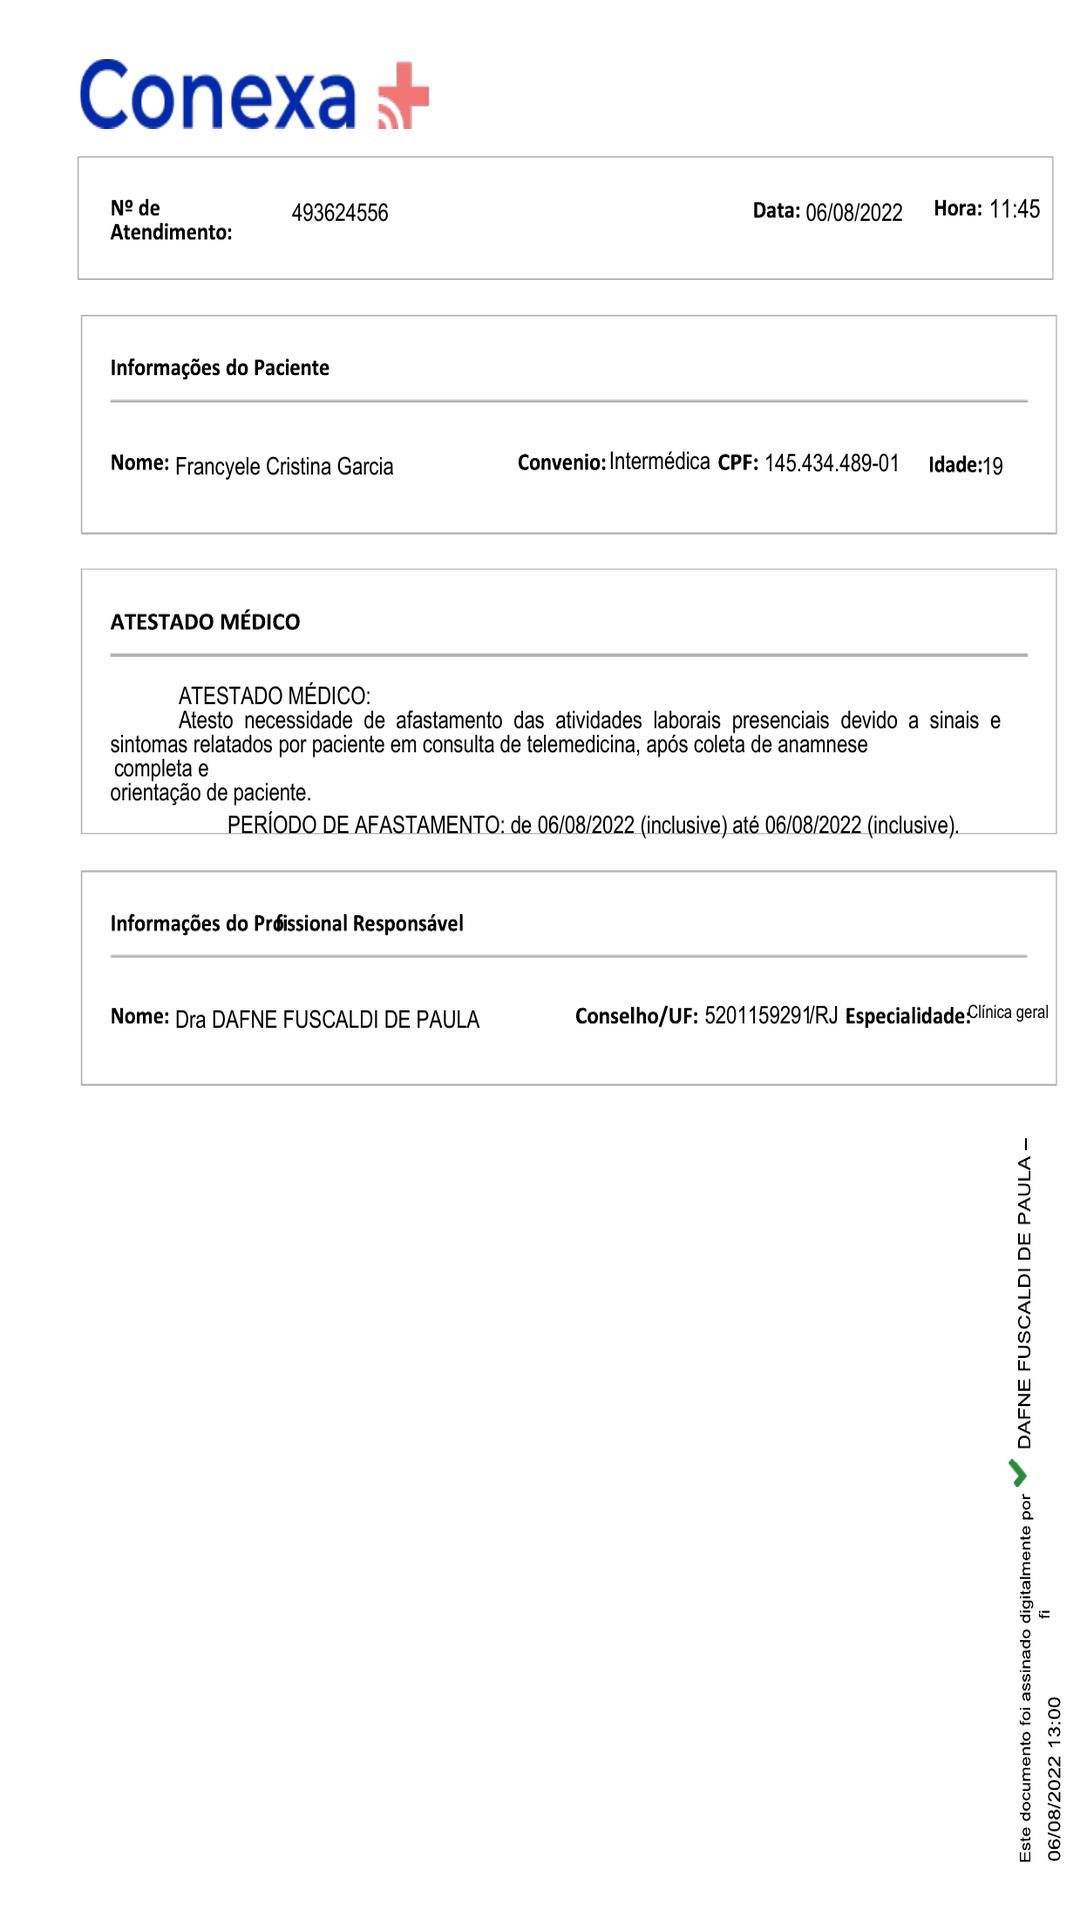 Conexa
Nº de
Atendimento:
493624556
Data: 06/08/2022
Hora: 11:45
Informações do Paciente
Nome: Francyele Cristina Garcia
Convenio: Intermédica CPF: 145.434.489-01 Idade:19
ATESTADO MÉDICO
ATESTADO MÉDICO:
Atesto necessidade de afastamento das atividades laborais presenciais devido a sinais e
sintomas relatados por paciente em consulta de telemedicina, após coleta de anamnese
completa e
orientação de paciente.
PERÍODO DE AFASTAMENTO: de 06/08/2022 (inclusive) até 06/08/2022 (inclusive).
Informações do Profissional Responsável
Nome: Dra DAFNE FUSCALDI DE PAULA
Conselho/UF: 5201159291/RJ Especialidade: Clínica geral
Este documento foi assinado digitalmente por DAFNE FUSCALDI DE PAULA –
fi
06/08/2022 13:00